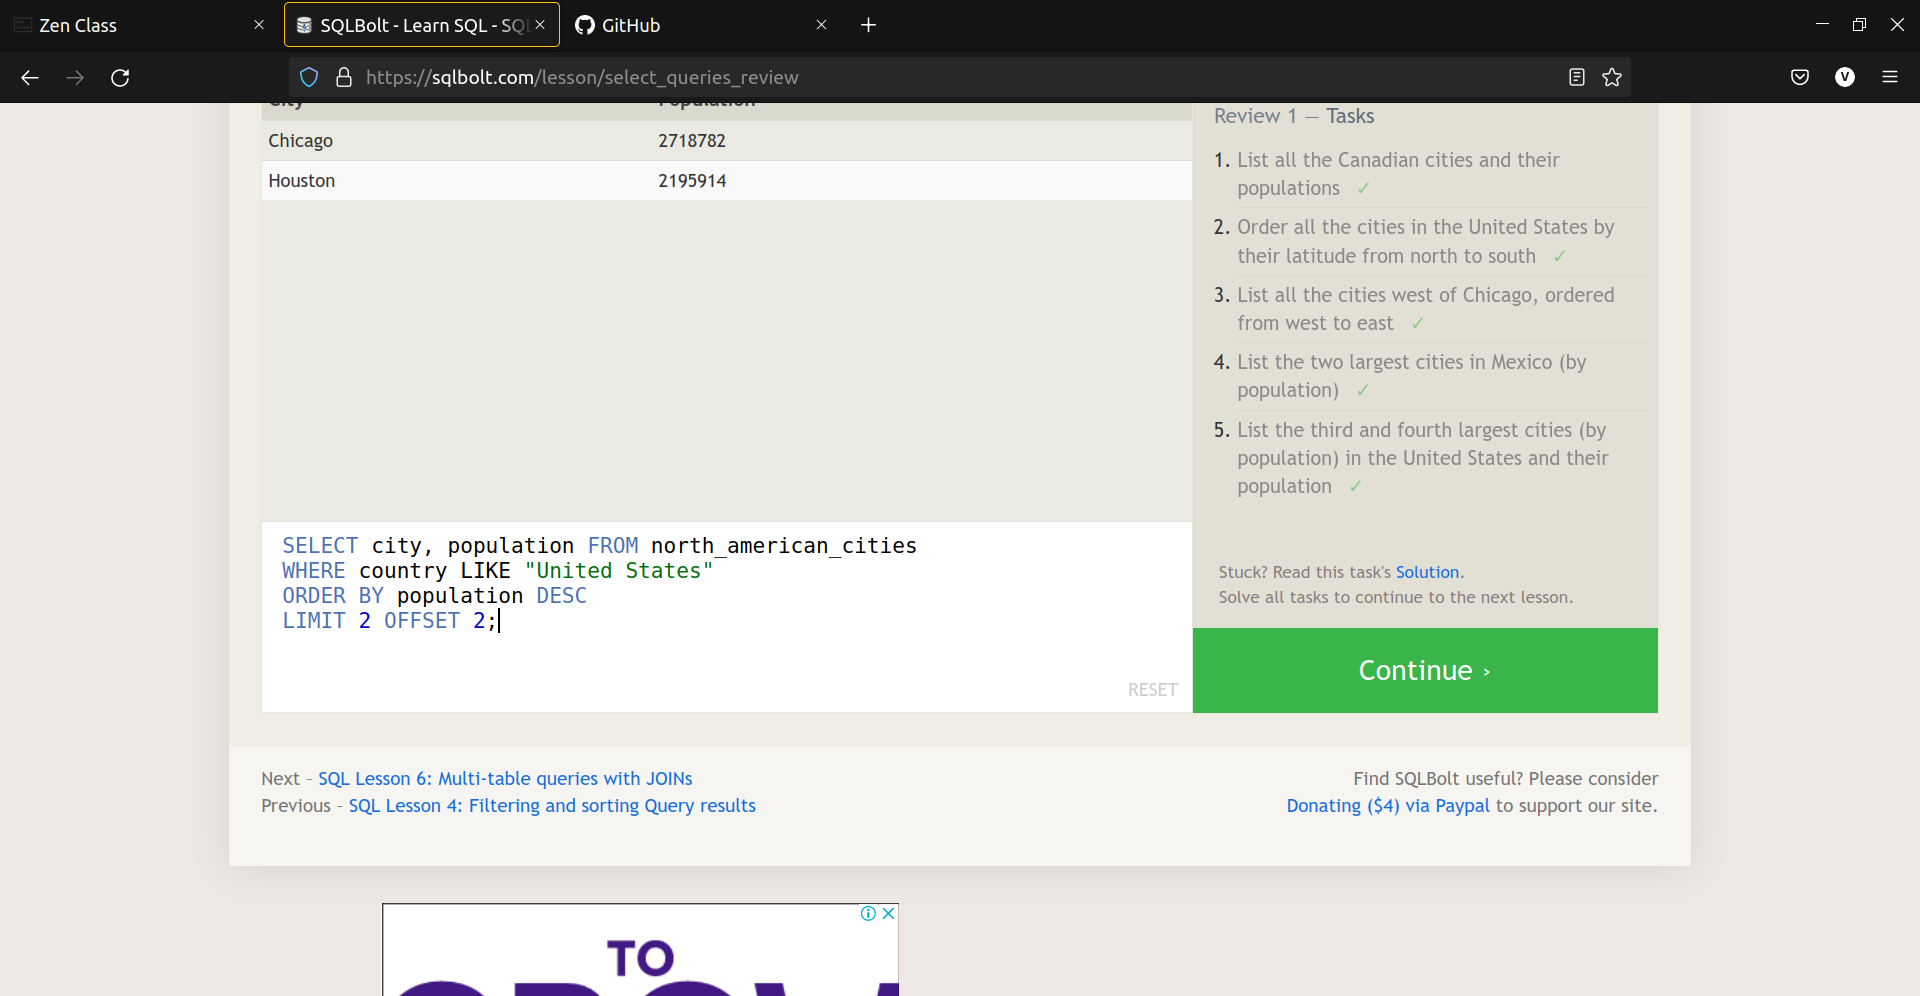 Zen Class
SQLBolt - Learn SQL - SQL
GitHub
https://sqlbolt.com/lesson/select_queries_review
V
City Population
Chicago 2718782
Houston 2195914
Review 1 — Tasks
1. List all the Canadian cities and their
populations ✓
2. Order all the cities in the United States by
their latitude from north to south ✓
3. List all the cities west of Chicago, ordered
from west to east ✓
4. List the two largest cities in Mexico (by
population) ✓
5. List the third and fourth largest cities (by
population) in the United States and their
population ✓
SELECT city, population FROM north_american_cities
WHERE country LIKE "United States"
ORDER BY population DESC
LIMIT 2 OFFSET 2;
RESET
Stuck? Read this task's Solution.
Solve all tasks to continue to the next lesson.
Continue ›
Next - SQL Lesson 6: Multi-table queries with JOINs
Previous - SQL Lesson 4: Filtering and sorting Query results
Find SQLBolt useful? Please consider
Donating ($4) via Paypal to support our site.
TO